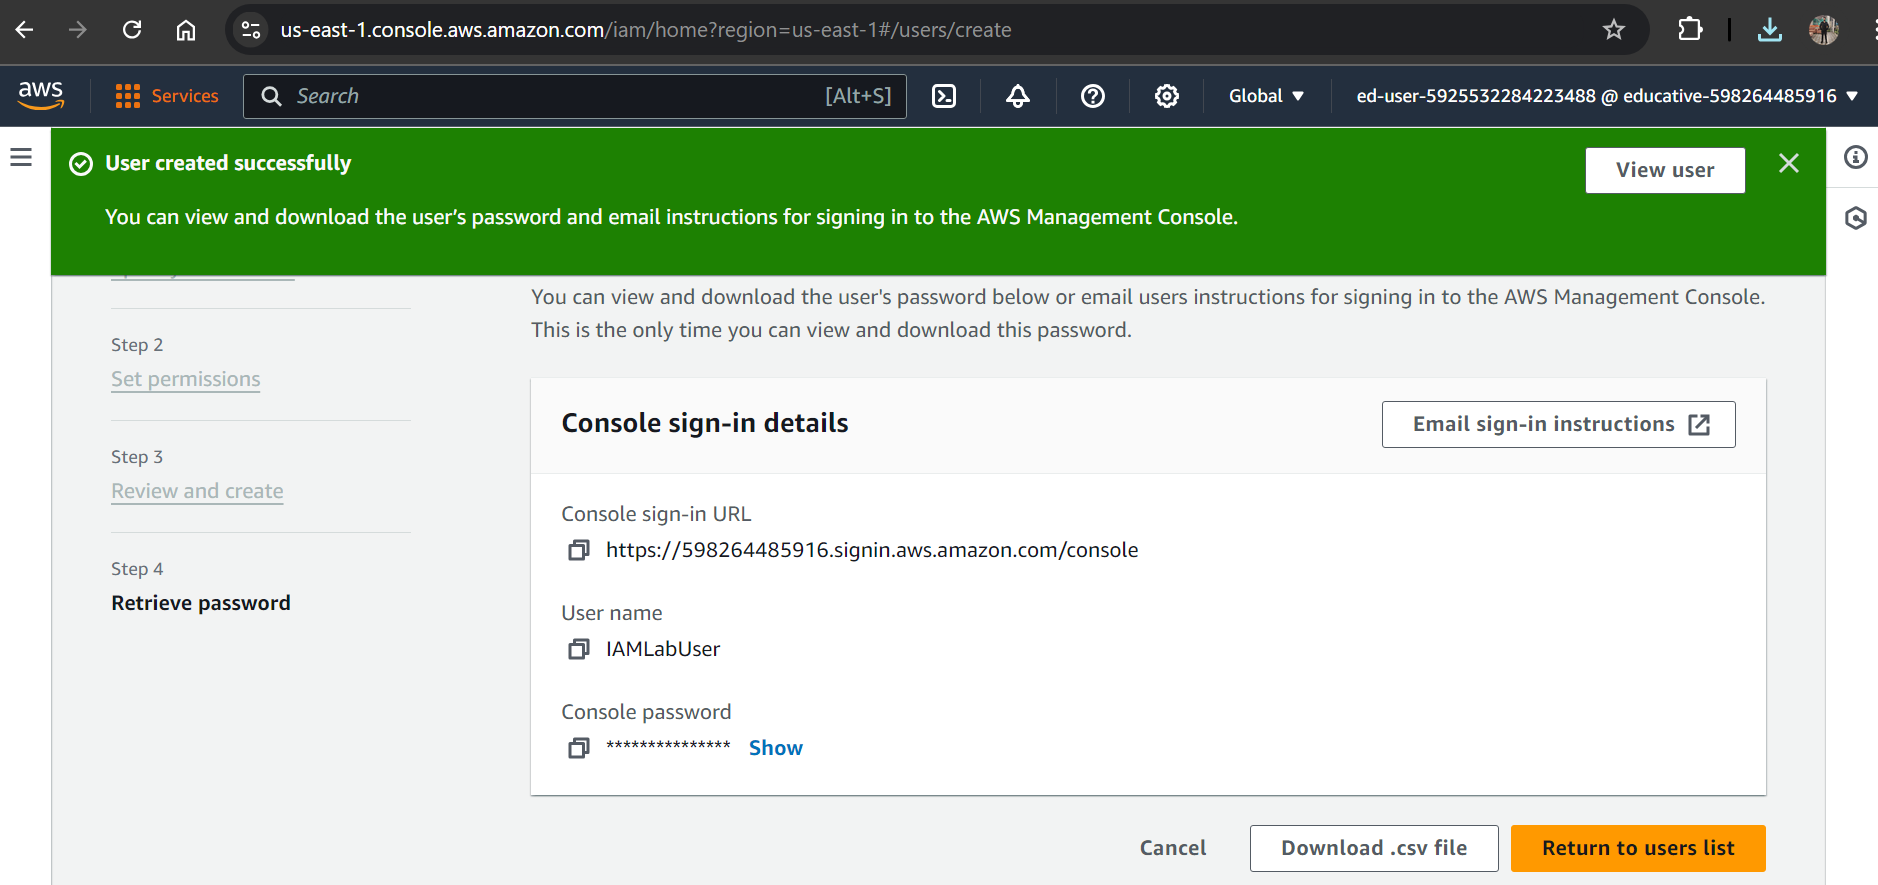 us-east-1.console.aws.amazon.com/iam/home?region=us-east-1#/users/create
aws
Services
Search
[Alt+S]
Global
ed-user-5925532284223488 @ educative-598264485916
User created successfully
View user
You can view and download the user's password and email instructions for signing in to the AWS Management Console.
You can view and download the user's password below or email users instructions for signing in to the AWS Management Console.
This is the only time you can view and download this password.
Step 2
Set permissions
Step 3
Review and create
Step 4
Retrieve password
Console sign-in details
Email sign-in instructions
Console sign-in URL
https://598264485916.signin.aws.amazon.com/console
User name
IAMLabUser
Console password
*************** Show
Cancel
Download .csv file
Return to users list